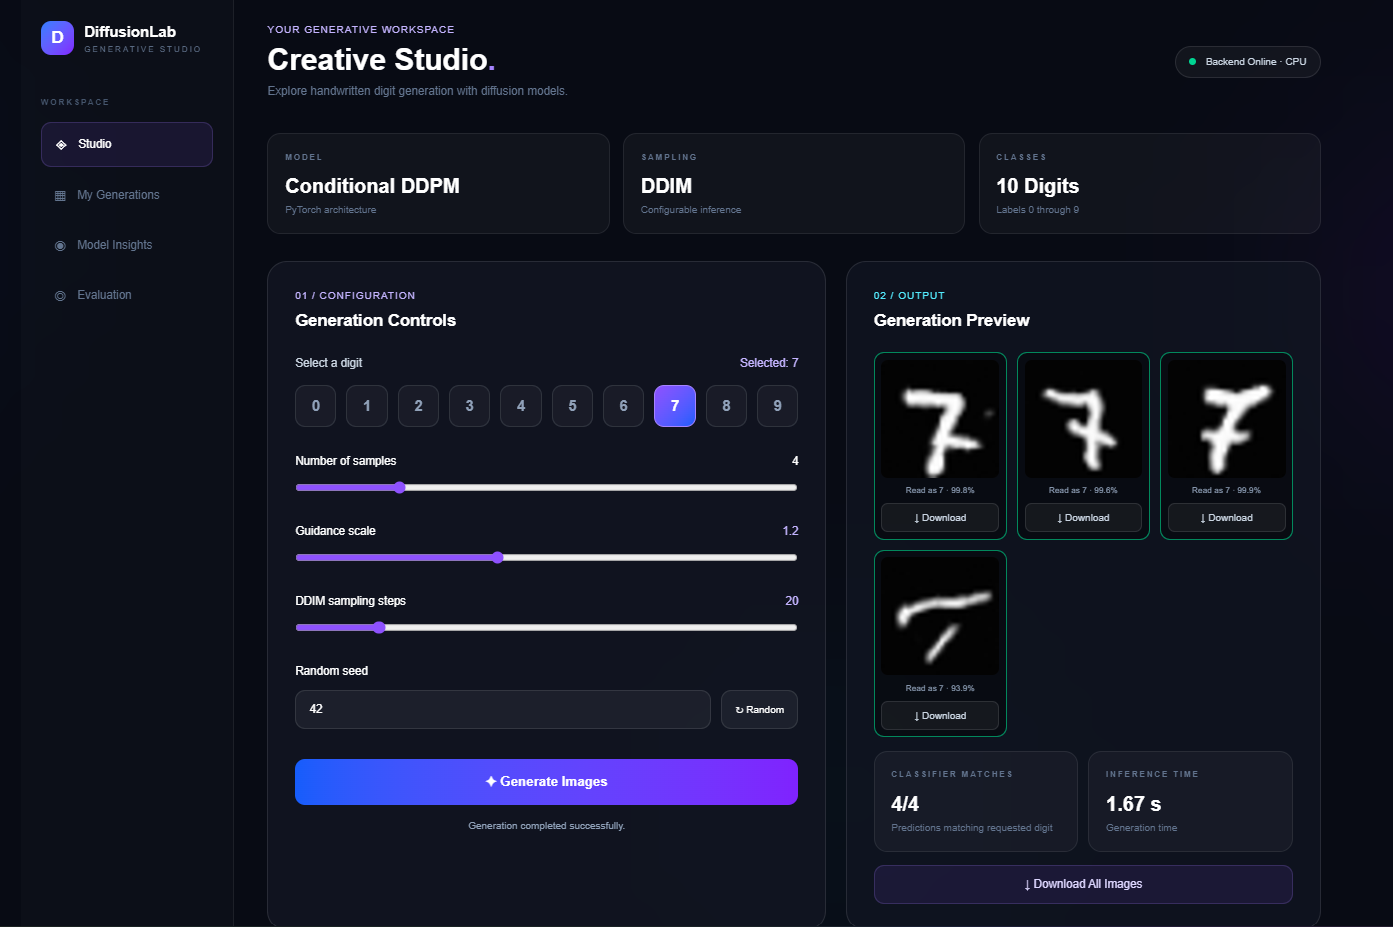 D DiffusionLab
GENERATIVE STUDIO
WORKSPACE
Studio
My Generations
Model Insights
Evaluation
YOUR GENERATIVE WORKSPACE
Creative Studio.
Explore handwritten digit generation with diffusion models.
Backend Online · CPU
MODEL
Conditional DDPM
PyTorch architecture
SAMPLING
DDIM
Configurable inference
CLASSES
10 Digits
Labels 0 through 9
01 / CONFIGURATION
Generation Controls
Select a digit Selected: 7
0 1 2 3 4 5 6 7 8 9
Number of samples 4
Guidance scale 1.2
DDIM sampling steps 20
Random seed
42 ↻ Random
✦ Generate Images
Generation completed successfully.
02 / OUTPUT
Generation Preview
7 7 7
Read as 7 · 99.8% Read as 7 · 99.6% Read as 7 · 99.9%
↓ Download ↓ Download ↓ Download
7
Read as 7 · 93.9%
↓ Download
CLASSIFIER MATCHES
4/4
Predictions matching requested digit
INFERENCE TIME
1.67 s
Generation time
↓ Download All Images